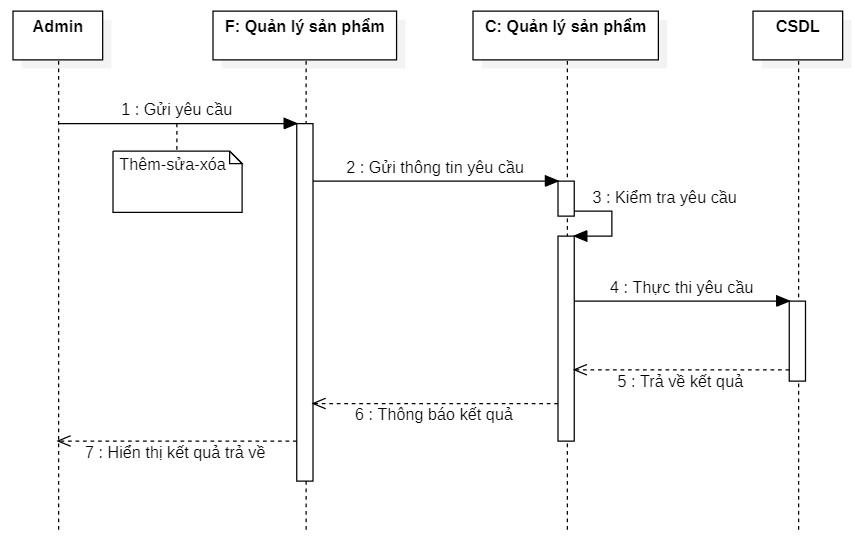 Admin
F: Quản lý sản phẩm
C: Quản lý sản phẩm
CSDL
1 : Gửi yêu cầu
Thêm-sửa-xóa
2 : Gửi thông tin yêu cầu
3 : Kiểm tra yêu cầu
4 : Thực thi yêu cầu
5 : Trả về kết quả
6 : Thông báo kết quả
7 : Hiển thị kết quả trả về